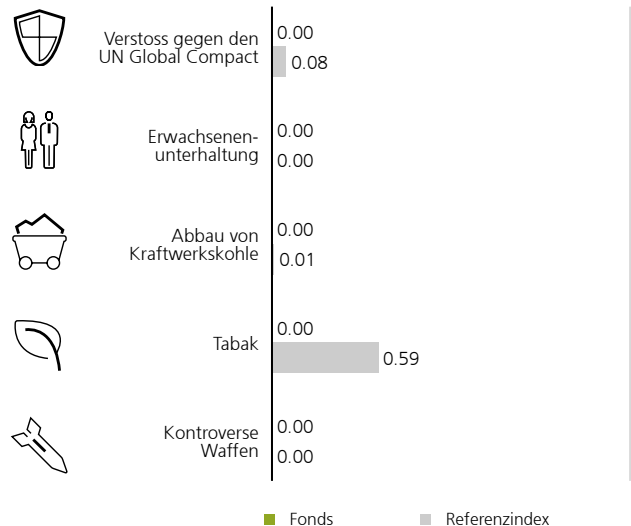 Verstoss gegen den
UN Global Compact
0.00
0.08
Erwachsenen-
unterhaltung
0.00
0.00
Abbau von
Kraftwerkskohle
0.00
0.01
Tabak
0.00
0.59
Kontroverse
Waffen
0.00
0.00
Fonds
Referenzindex